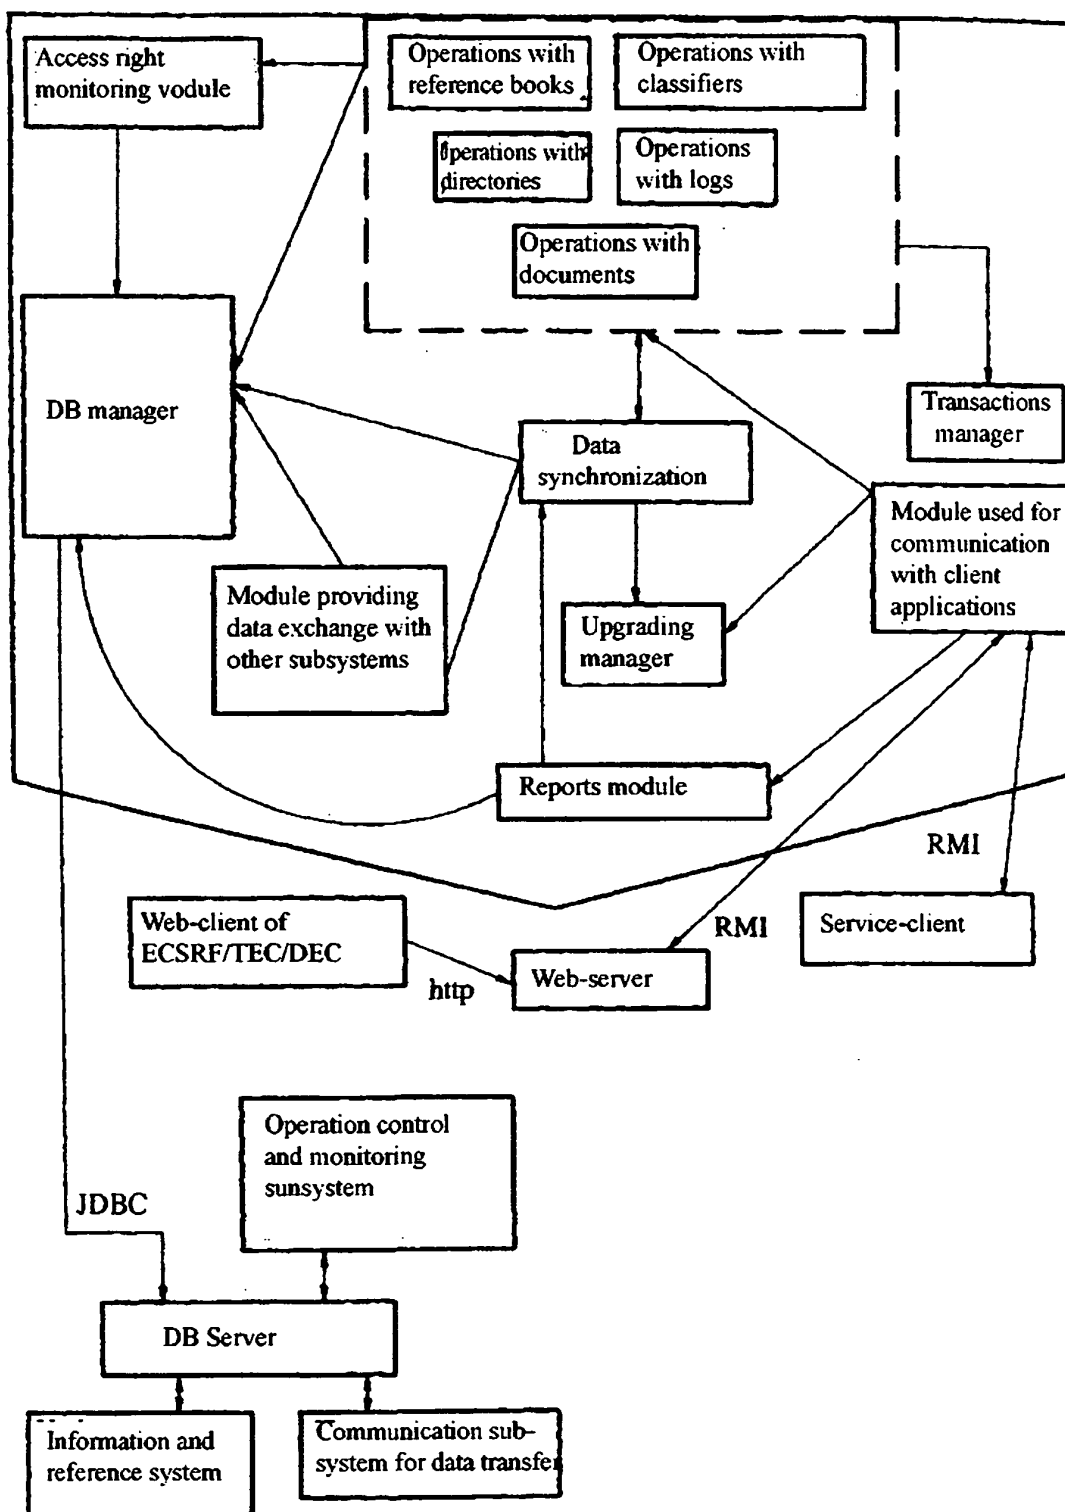 Access right
monitoring vodule
Operations with
reference books
Operations with
classifiers
Operations with
directories
Operations
with logs
Operations with
documents
DB manager
Data
synchronization
Transactions
manager
Module used for
communication
with client
applications
Module providing
data exchange with
other subsystems
Upgrading
manager
Reports module
RMI
Web-client of
ECSRF/TEC/DEC
RMI
Service-client
http
Web-server
Operation control
and monitoring
sunsystem
JDBC
DB Server
Information and
reference system
Communication sub-
system for data transfer